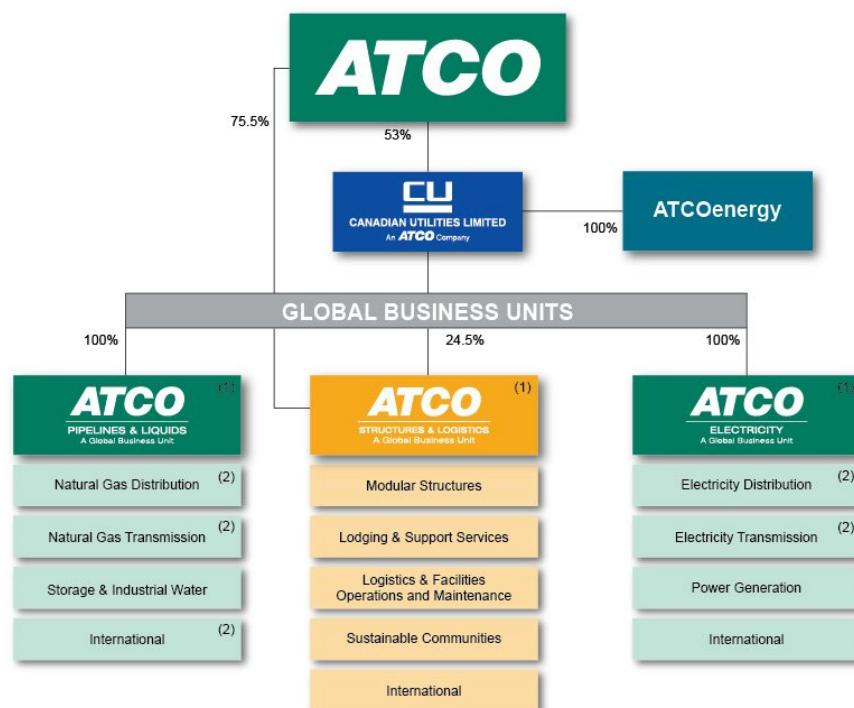 ATCO
75.5%
53%
CU
CANADIAN UTILITIES LIMITED
An ATCO Company
100%
ATCOenergy
GLOBAL BUSINESS UNITS
100%
24.5%
100%
ATCO
(1)
PIPELINES & LIQUIDS
A Global Business Unit
Natural Gas Distribution (2)
Natural Gas Transmission (2)
Storage & Industrial Water
International (2)
ATCO
(1)
STRUCTURES & LOGISTICS
A Global Business Unit
Modular Structures
Lodging & Support Services
Logistics & Facilities
Operations and Maintenance
Sustainable Communities
International
ATCO
(1)
ELECTRICITY
A Global Business Unit
Electricity Distribution (2)
Electricity Transmission (2)
Power Generation
International